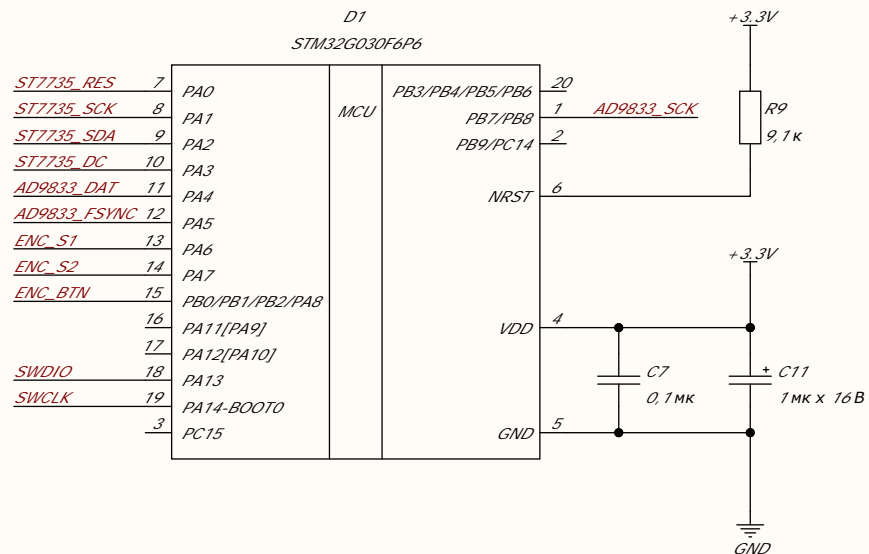 D1
STM32G030F6P6
MCU
ST7735_RES 7 PA0
ST7735_SCK 8 PA1
ST7735_SDA 9 PA2
ST7735_DC 10 PA3
AD9833_DAT 11 PA4
AD9833_FSYNC 12 PA5
ENC_S1 13 PA6
ENC_S2 14 PA7
ENC_BTN 15 PB0/PB1/PB2/PA8
16 PA11[PA9]
17 PA12[PA10]
SWDIO 18 PA13
SWCLK 19 PA14-BOOT0
3 PC15
PB3/PB4/PB5/PB6 20
PB7/PB8 1 AD9833_SCK
PB9/PC14 2
NRST 6
VDD 4
GND 5
+3.3V
R9
9,1к
+3.3V
C7
0,1мк
+ C11
1мк x 16В
GND